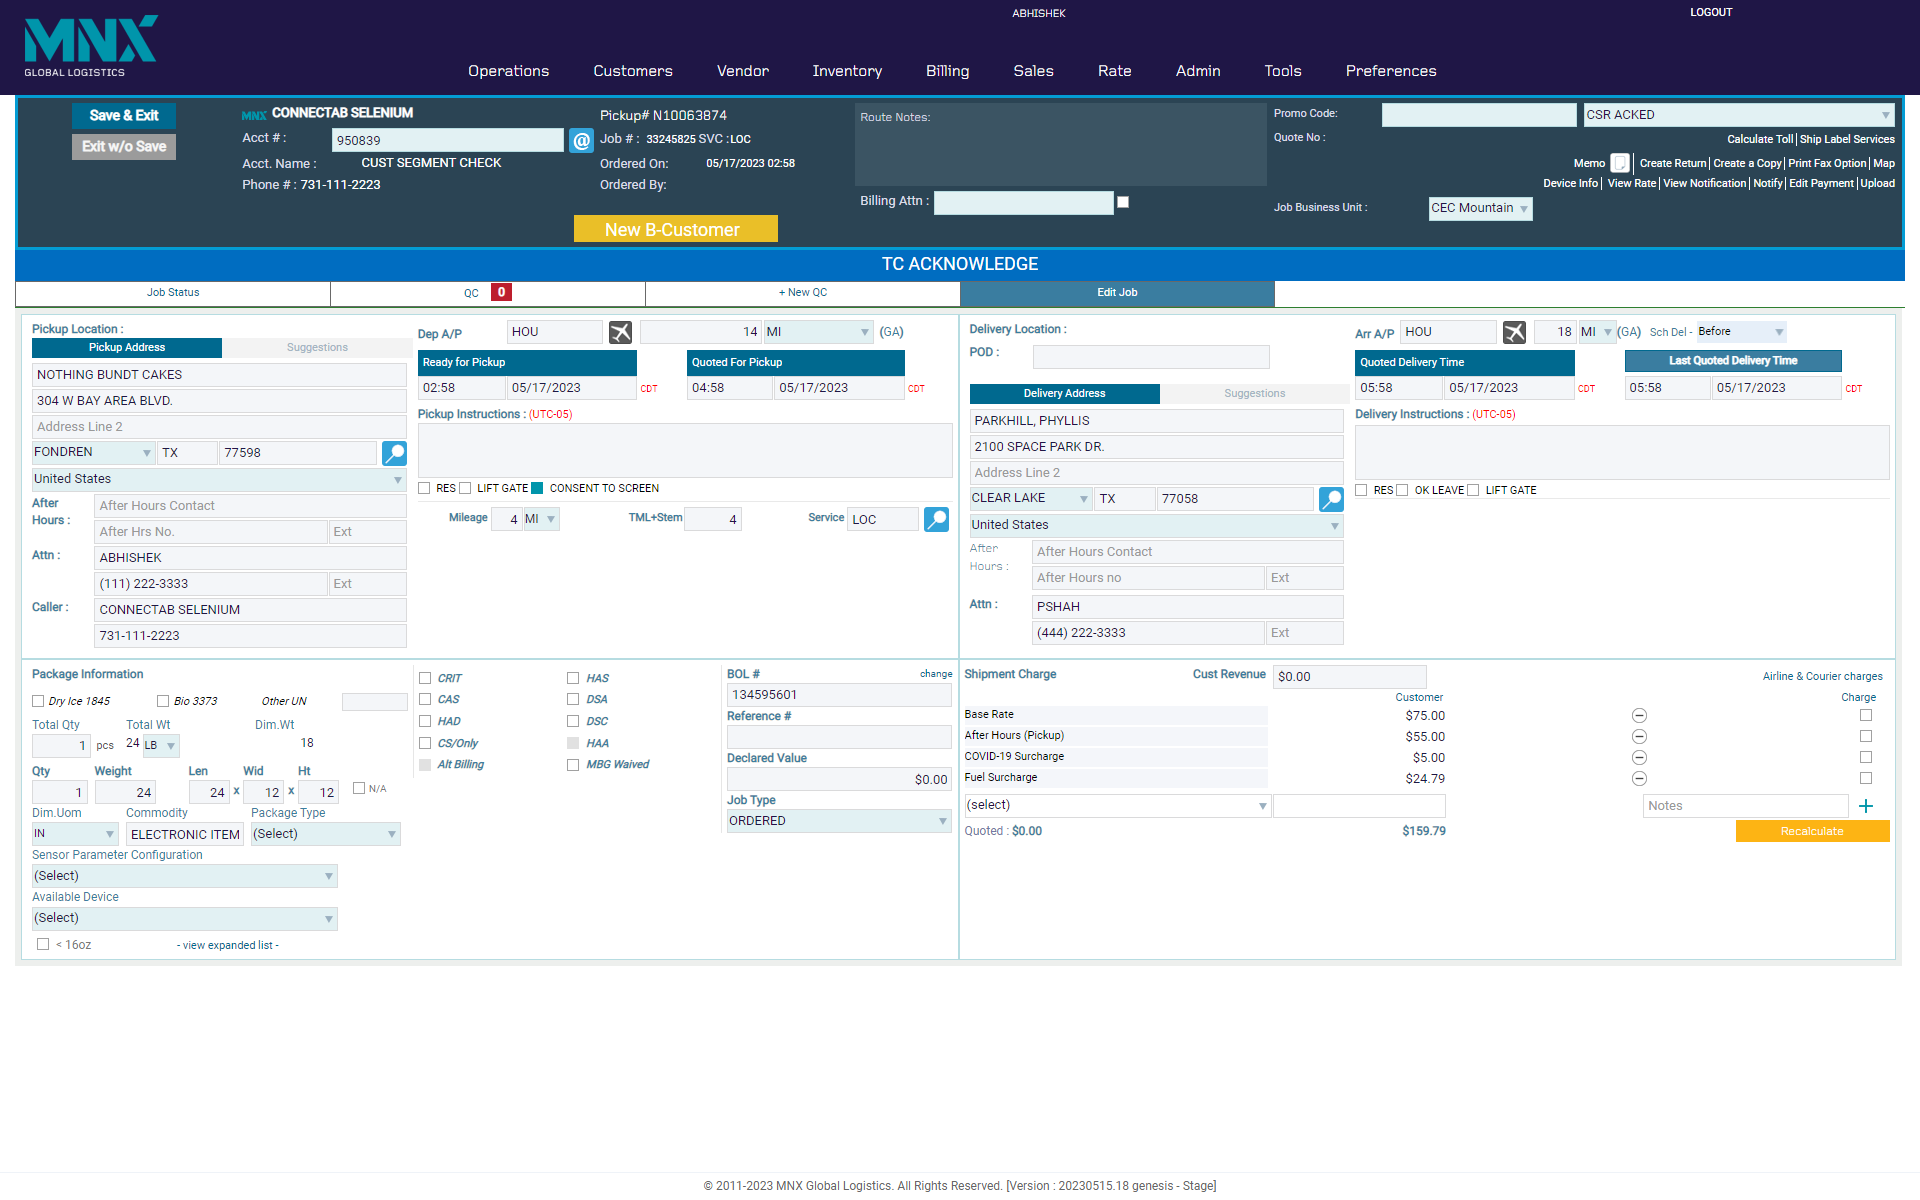 ABHISHEK
LOGOUT
MNX
GLOBAL LOGISTICS
Operations Customers Vendor Inventory Billing Sales Rate Admin Tools Preferences
Save & Exit
Exit w/o Save
MNX CONNECTAB SELENIUM
Acct # : 950839 @
Acct. Name : CUST SEGMENT CHECK
Phone # : 731-111-2223
Pickup# N10063874
Job # : 33245825 SVC :LOC
Ordered On: 05/17/2023 02:58
Ordered By:
New B-Customer
Route Notes:
Billing Attn :
Promo Code: CSR ACKED
Quote No :
Calculate Toll | Ship Label Services
Memo | Create Return | Create a Copy | Print Fax Option | Map
Device Info | View Rate | View Notification | Notify | Edit Payment | Upload
Job Business Unit : CEC Mountain
TC ACKNOWLEDGE
Job Status QC 0 + New QC Edit Job
Pickup Location :
Pickup Address Suggestions
NOTHING BUNDT CAKES
304 W BAY AREA BLVD.
Address Line 2
FONDREN TX 77598
United States
After Hours : After Hours Contact
After Hrs No. Ext
Attn : ABHISHEK
(111) 222-3333 Ext
Caller : CONNECTAB SELENIUM
731-111-2223
Dep A/P HOU 14 MI (GA)
Ready for Pickup Quoted For Pickup
02:58 05/17/2023 CDT 04:58 05/17/2023 CDT
Pickup Instructions : (UTC-05)
RES LIFT GATE CONSENT TO SCREEN
Mileage 4 MI TML+Stem 4 Service LOC
Delivery Location :
POD :
Delivery Address Suggestions
PARKHILL, PHYLLIS
2100 SPACE PARK DR.
Address Line 2
CLEAR LAKE TX 77058
United States
After Hours : After Hours Contact
After Hours no Ext
Attn : PSHAH
(444) 222-3333 Ext
Arr A/P HOU 18 MI (GA) Sch Del - Before
Quoted Delivery Time Last Quoted Delivery Time
05:58 05/17/2023 CDT 05:58 05/17/2023 CDT
Delivery Instructions : (UTC-05)
RES OK LEAVE LIFT GATE
Package Information
Dry Ice 1845 Bio 3373 Other UN
Total Qty Total Wt Dim.Wt
1 pcs 24 LB 18
Qty Weight Len Wid Ht
1 24 24 x 12 x 12 N/A
Dim.Uom Commodity Package Type
IN ELECTRONIC ITEM (Select)
Sensor Parameter Configuration
(Select)
Available Device
(Select)
< 16oz - view expanded list -
CRIT HAS
CAS DSA
HAD DSC
CS/Only HAA
Alt Billing MBG Waived
BOL # change
134595601
Reference #
Declared Value
$0.00
Job Type
ORDERED
Shipment Charge Cust Revenue $0.00 Airline & Courier charges
Customer Charge
Base Rate $75.00
After Hours (Pickup) $55.00
COVID-19 Surcharge $5.00
Fuel Surcharge $24.79
(select) Notes +
Quoted : $0.00 $159.79 Recalculate
© 2011-2023 MNX Global Logistics. All Rights Reserved. [Version : 20230515.18 genesis - Stage]